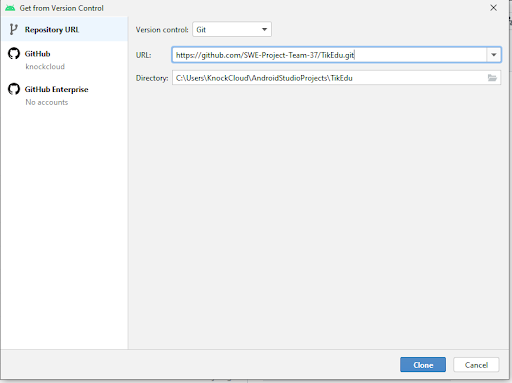 Get from Version Control
Repository URL
GitHub
knockcloud
GitHub Enterprise
No accounts
Version control: Git
URL: https://github.com/SWE-Project-Team-37/TikEdu.git
Directory: C:\Users\KnockCloud\AndroidStudioProjects\TikEdu
Clone
Cancel